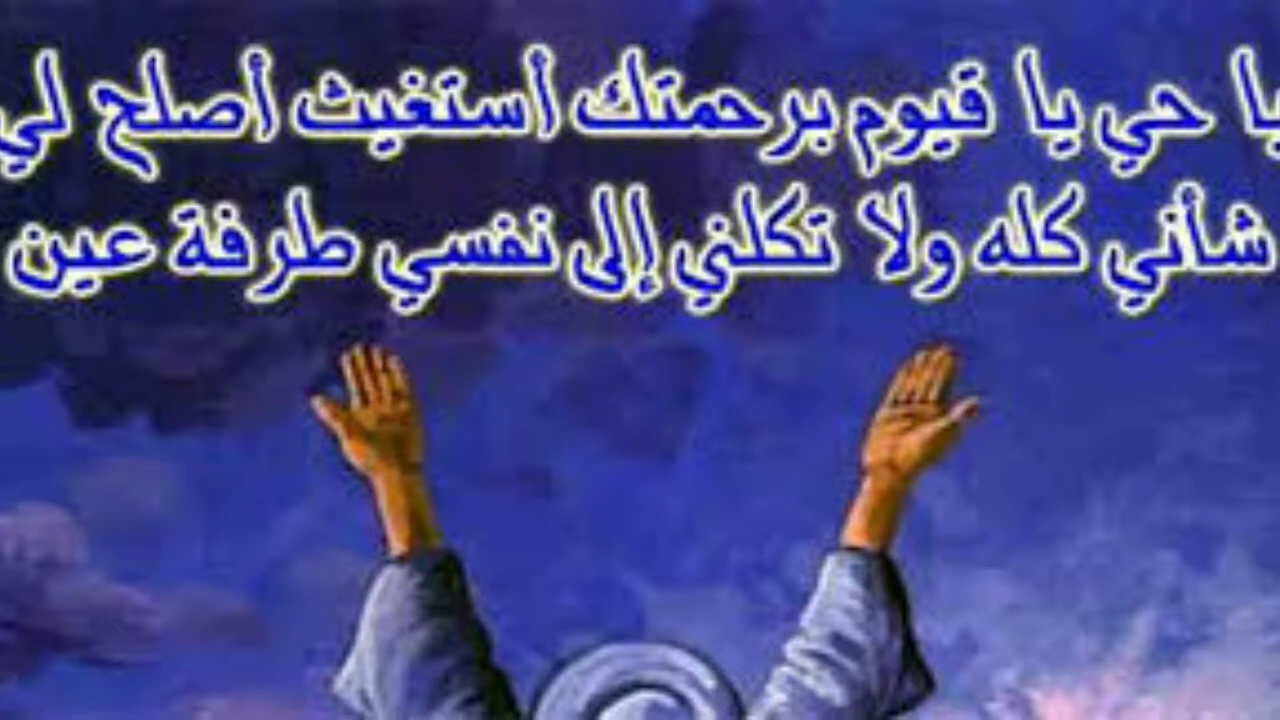 يا حي يا قيوم برحمتك أستغيث أصلح لي
شأني كله ولا تكلني إلى نفسي طرفة عين